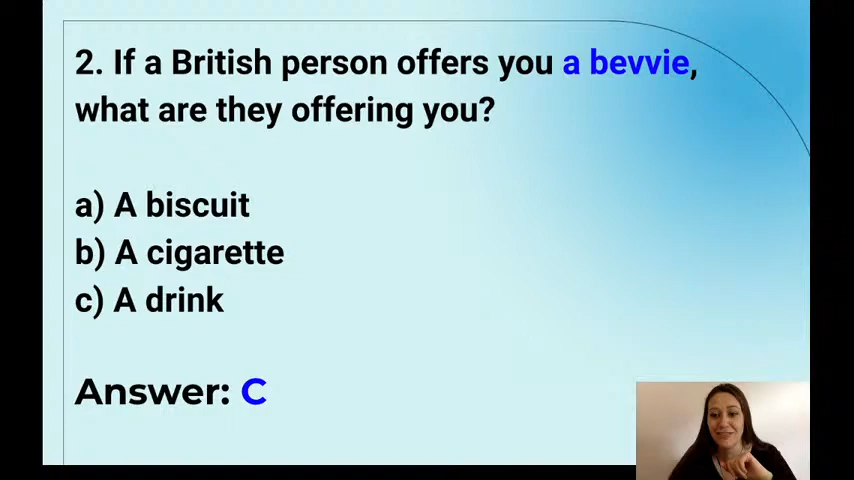 2. If a British person offers you a bevvie,
what are they offering you?
a) A biscuit
b) A cigarette
c) A drink
Answer: C